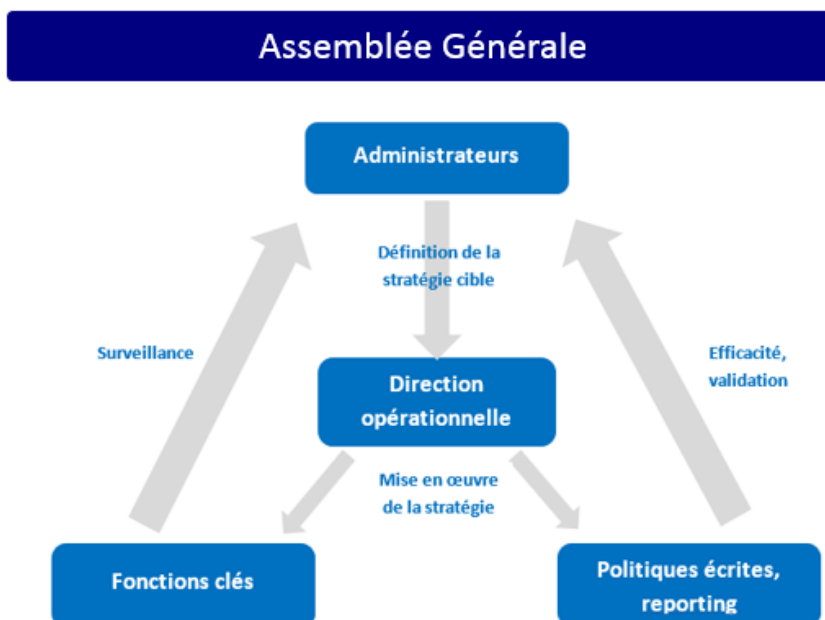 Assemblée Générale
Administrateurs
Définition de la
stratégie cible
Surveillance
Efficacité,
validation
Direction
opérationnelle
Mise en œuvre
de la stratégie
Fonctions clés
Politiques écrites,
reporting